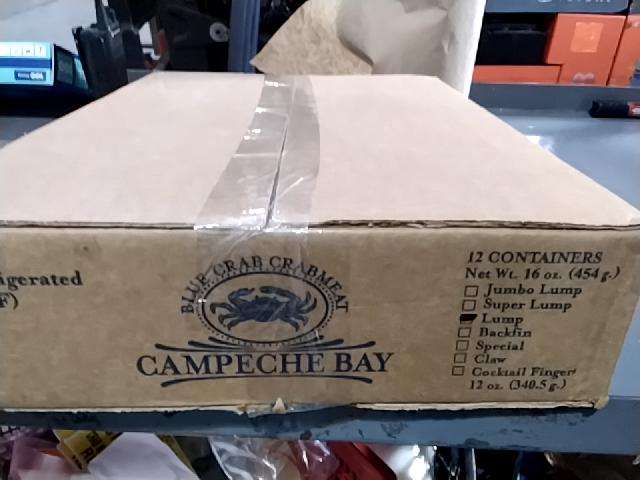 igerated
F)
BLUE CRAB CRABMEAT
CAMPECHE BAY
12 CONTAINERS
Net Wt. 16 oz. (454 g.)
Jumbo Lump
Super Lump
Lump
Backfin
Special
Claw
Cocktail Finger
12 oz. (340.5 g.)